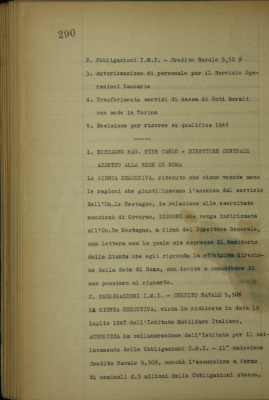 290
2. Obbligazioni I.M.I. - Credito Navale 5,50 %
3. Autorizzazione di personale per il Servizio Ope-
razioni Bancarie
4. Trasferimento servizi di cassa di Enti Morali
con sede in Torino
5. Decisione per ricorso su qualifica 1946
1. RESTAGNO RAG. PIER CARLO - DIRETTORE CENTRALE
ADDETTO ALLA SEDE DI ROMA
LA GIUNTA ESECUTIVA, ritenuto che siano venute meno
le ragioni che giustificavano l'assenza dal servizio
dell'On.le Restagno, in relazione alle esercitate
mansioni di Governo, DISPONE che venga indirizzata
all'On.le Restagno, a firma del Direttore Generale,
una lettera con la quale sia espresso il desiderio
della Giunta che egli riprenda la effettiva direzio-
ne della Sede di Roma, con invito a
suo pensiero al riguardo.
2. OBBLIGAZIONI I.M.I. - CREDITO NAVALE 5,50%
LA GIUNTA ESECUTIVA, vista la richiesta in data 15
luglio 1947 dell'Istituto Mobiliare Italiano,
AUTORIZZA la collaborazione dell'Istituto per il col-
locamento delle Obbligazioni I.M.I. - 11^ emissione
Credito Navale 5,50%, nonché l'assunzione a fermo
di nominali £.5 milioni delle Obbligazioni stesse,